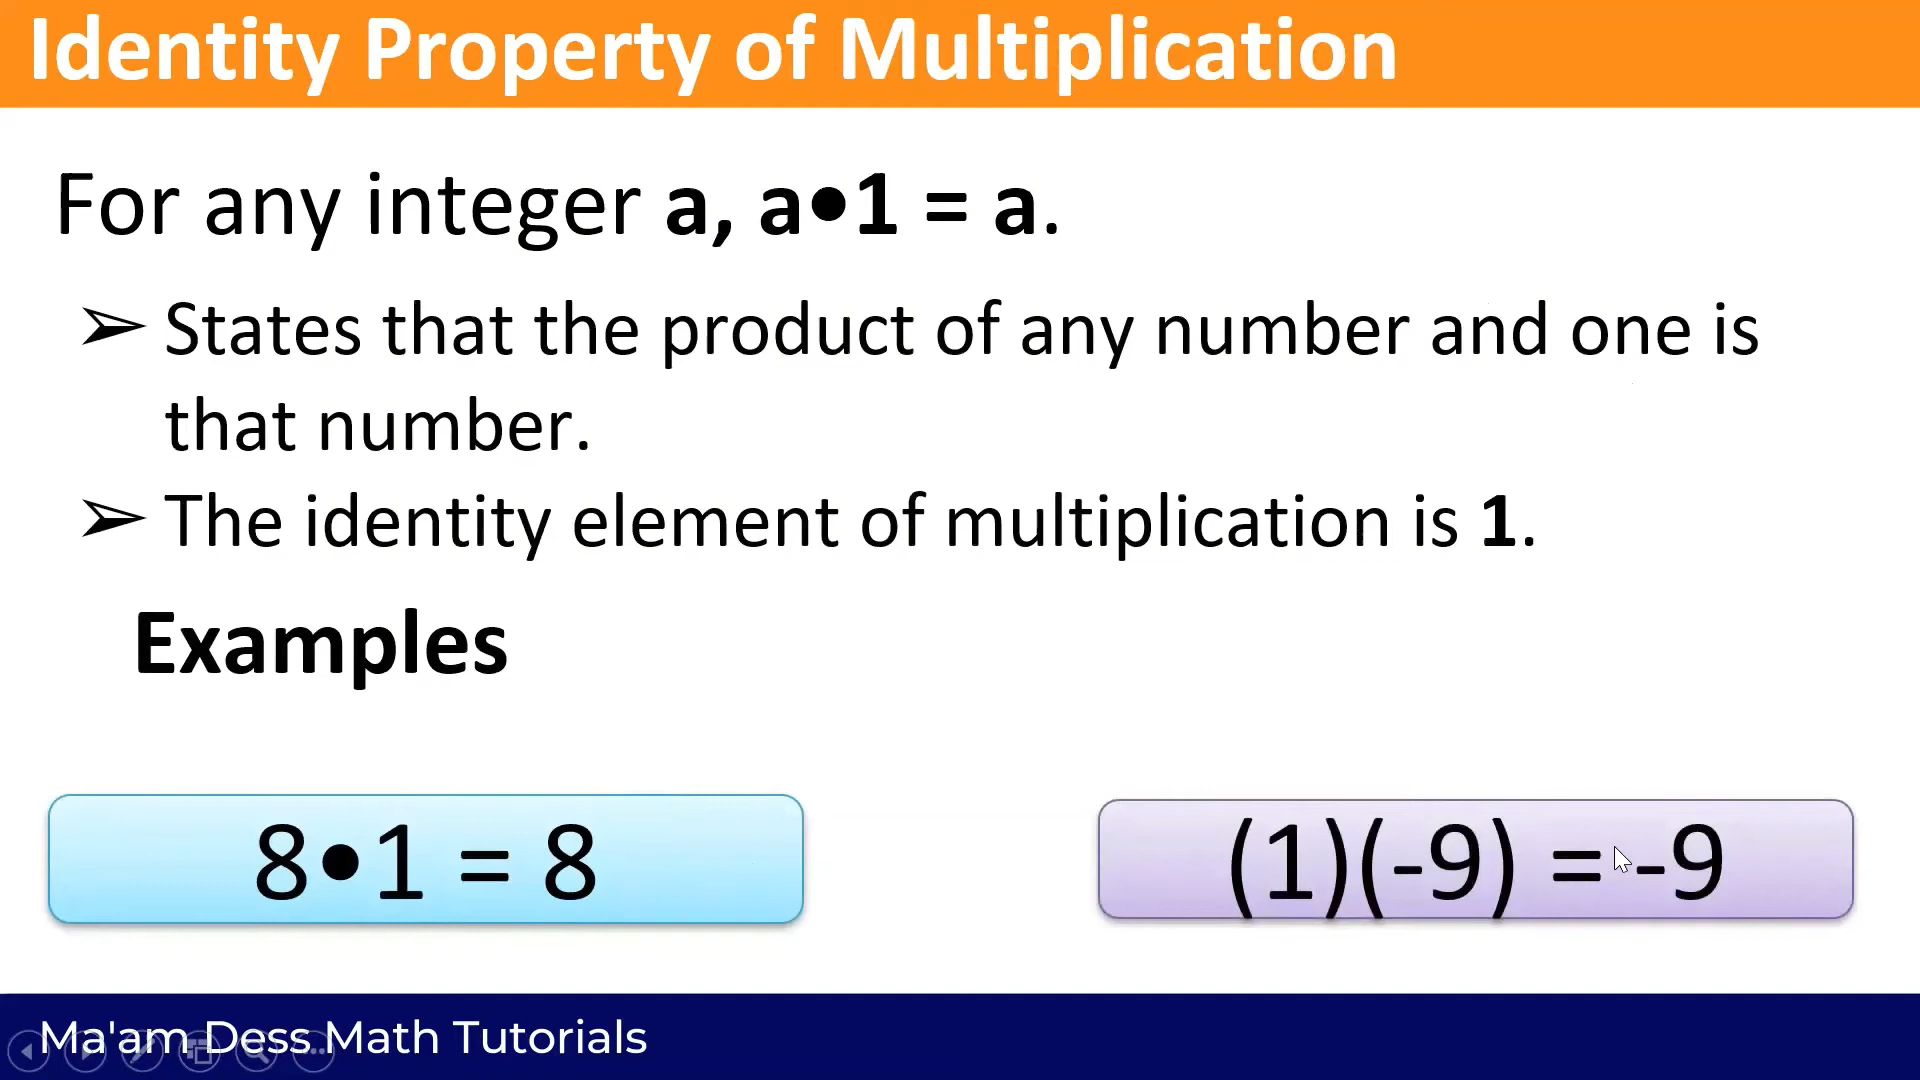 Identity Property of Multiplication
For any integer a, a•1 = a.
➢ States that the product of any number and one is
that number.
➢ The identity element of multiplication is 1.
Examples
8•1 = 8
(1)(-9) = -9
Ma'am Dess Math Tutorials